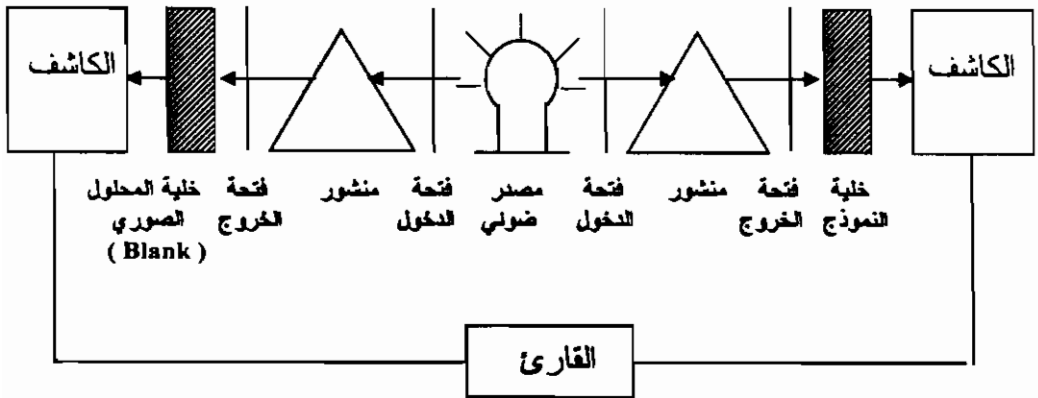 الكاشف
الكاشف
خلية
النموذج
فتحة
الخروج
منشور
فتحة
الدخول
مصدر
ضوئي
فتحة
الدخول
منشور
فتحة
الخروج
خلية المحلول
الصوري
( Blank )
القارئ